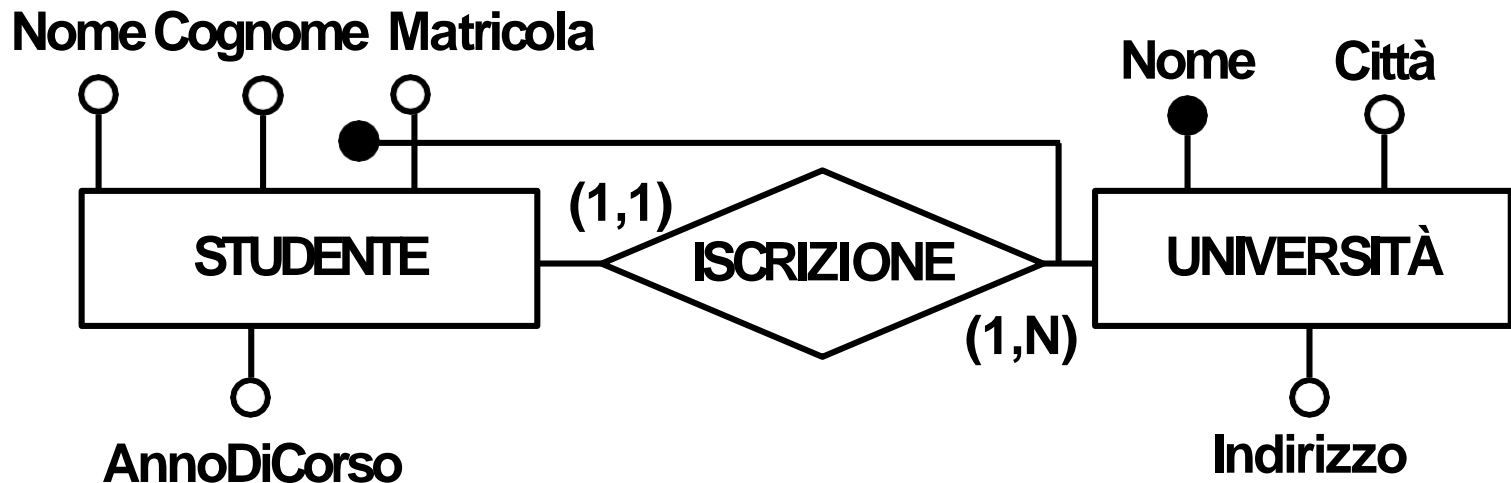 Nome Cognome Matricola
Nome Città
(1,1)
STUDENTE ISCRIZIONE UNIVERSITÀ
(1,N)
AnnoDiCorso Indirizzo